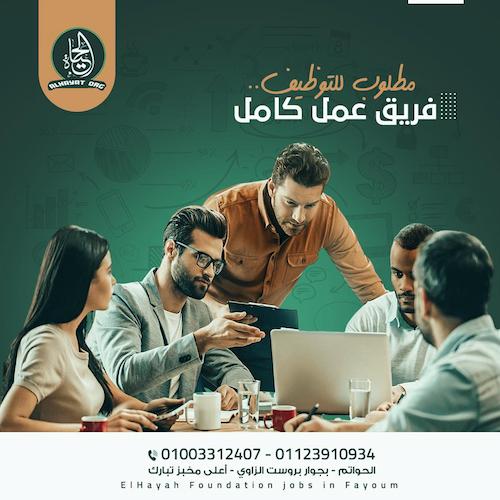 الحياة
ALHAYAT ORG
مطلوب للتوظيف..
فريق عمل كامل
01003312407 - 01123910934
الحواتم - بجوار بروست الزاوي - أعلى مخبز تبارك
ElHayah Foundation jobs in Fayoum